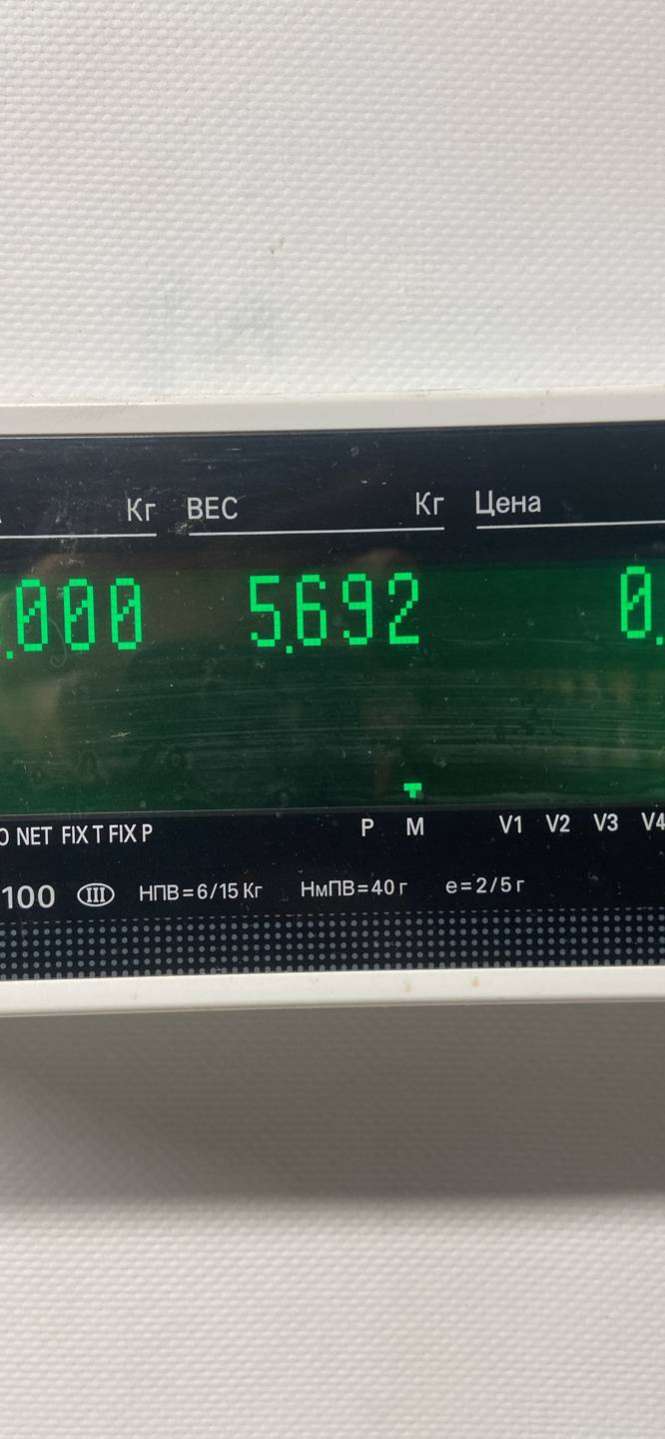 Кг ВЕС Кг Цена
.000 5.692 0.
NET FIX T FIX P P M V1 V2 V3 V4
100 III НПВ=6/15 Кг НмПВ=40 г e=2/5 г